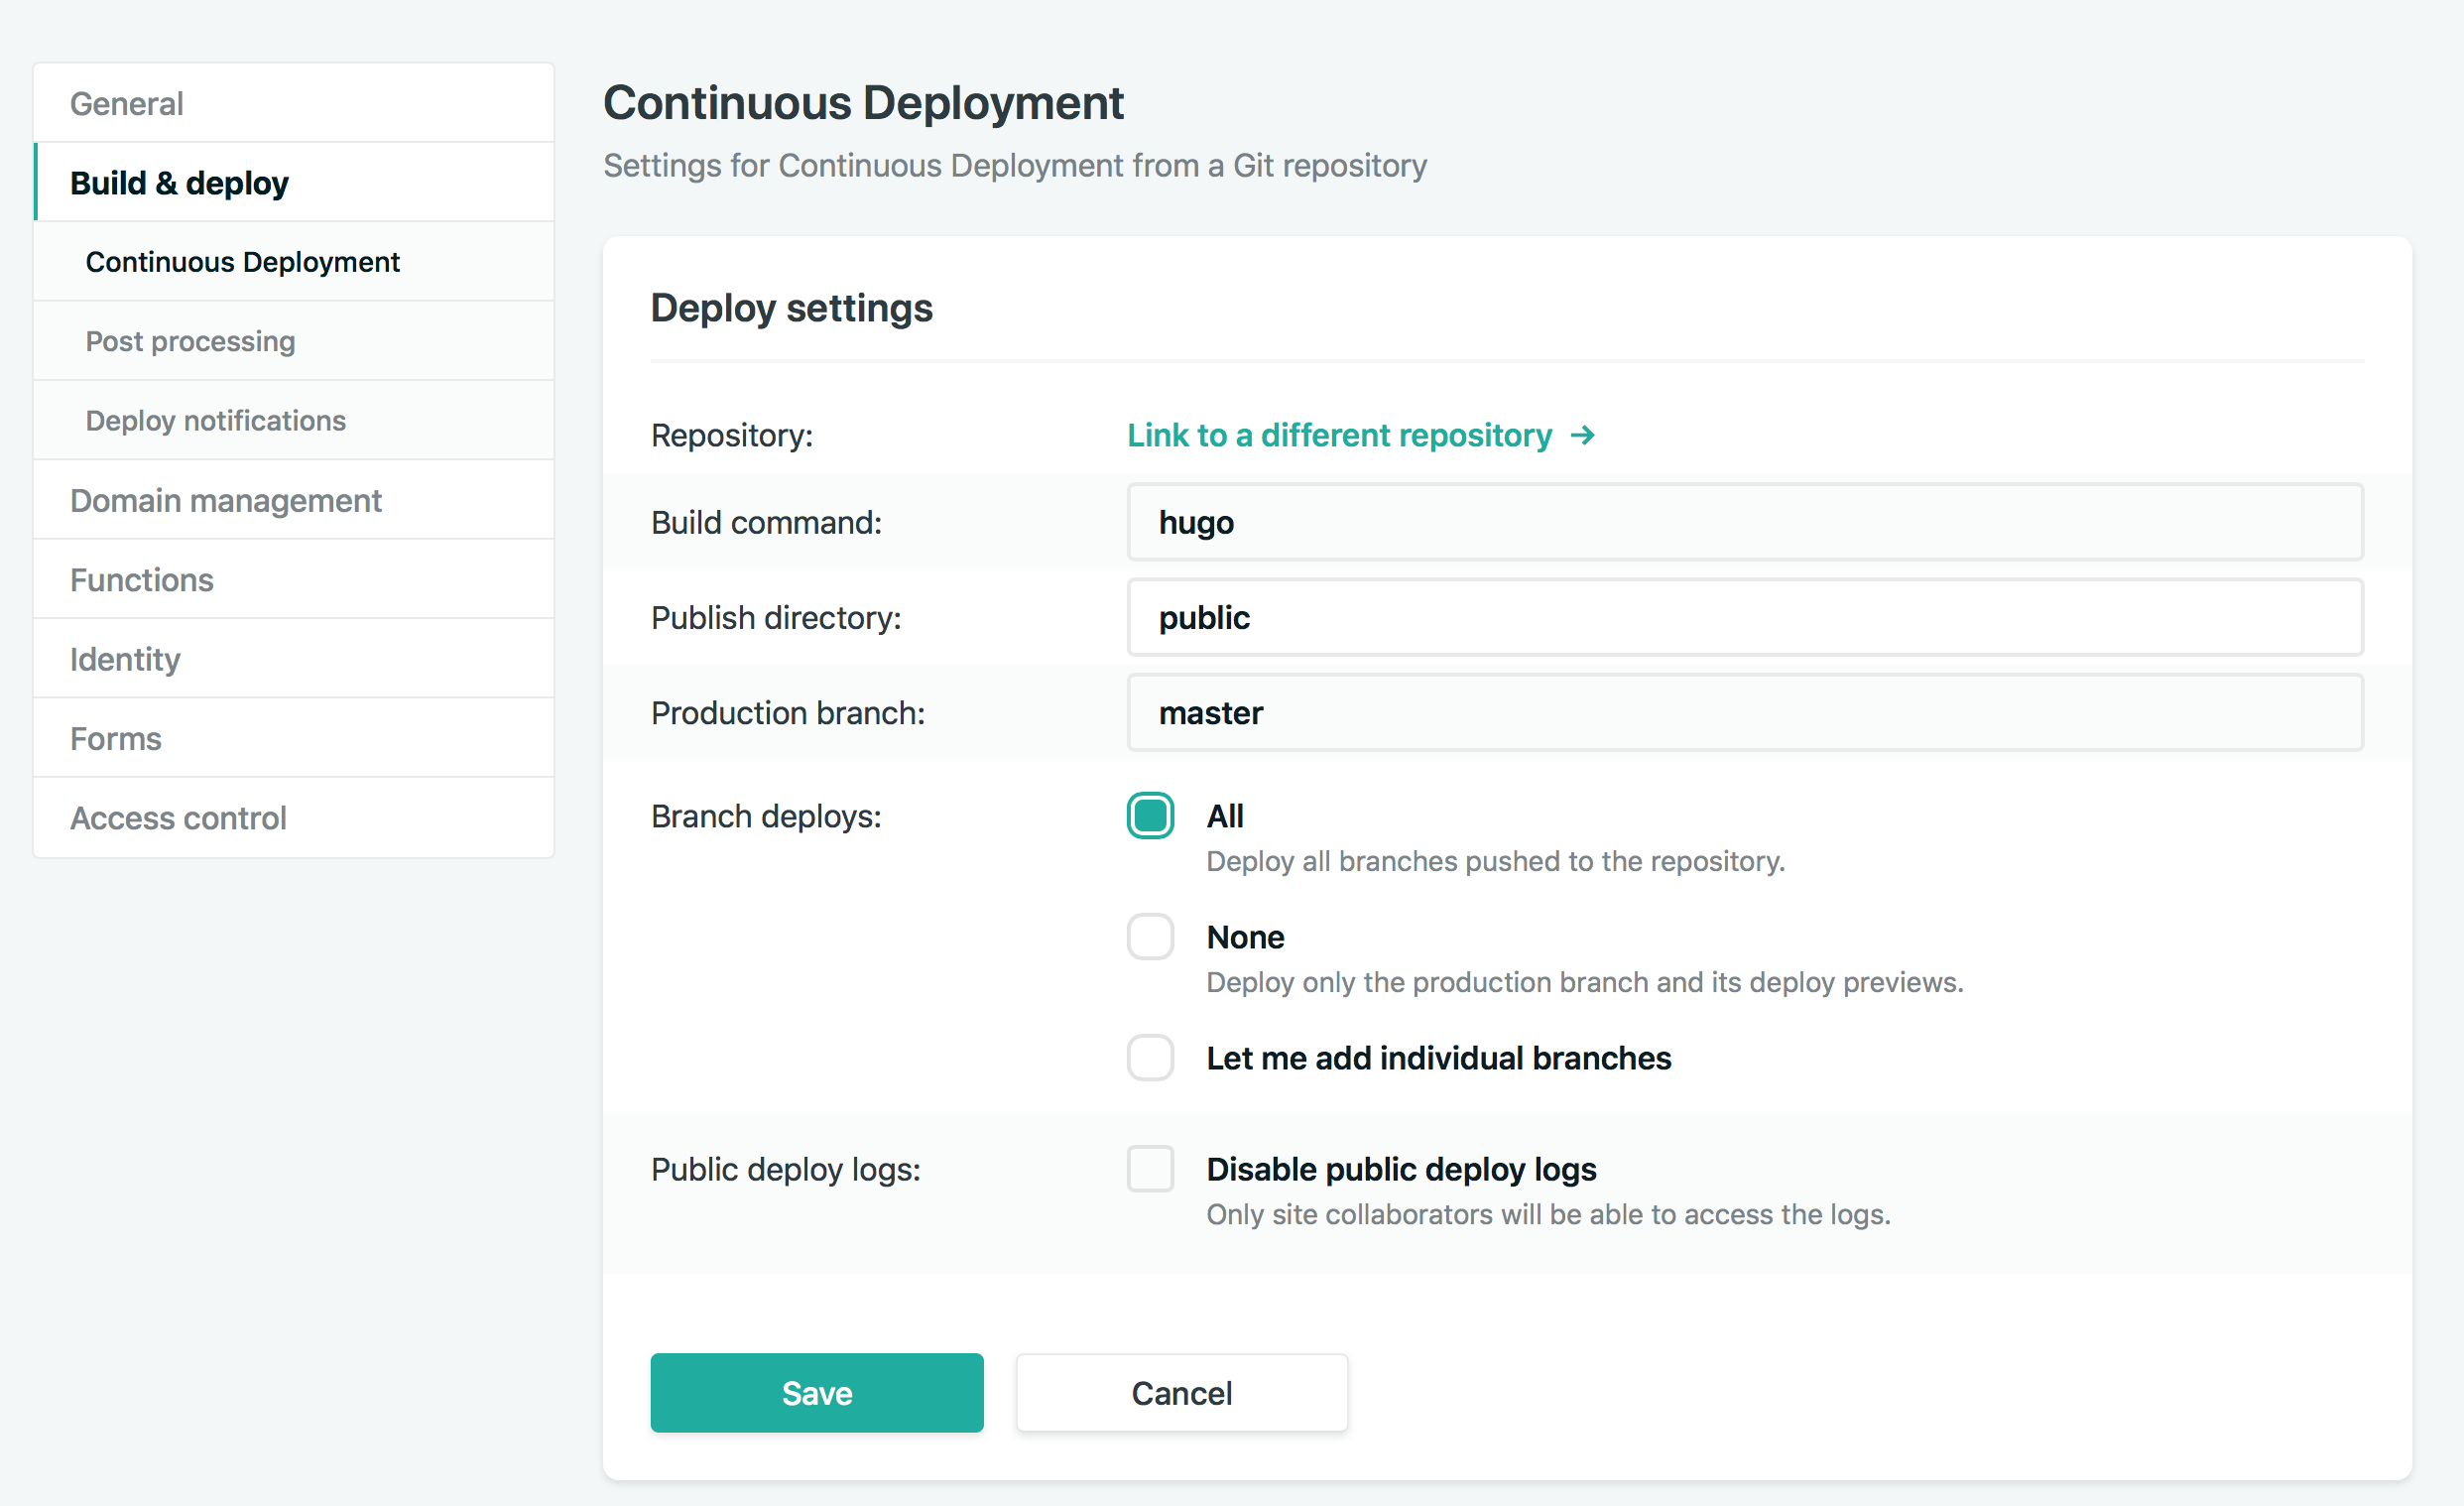 General
Build & deploy
Continuous Deployment
Post processing
Deploy notifications
Domain management
Functions
Identity
Forms
Access control
Continuous Deployment
Settings for Continuous Deployment from a Git repository
Deploy settings
Repository: Link to a different repository →
Build command: hugo
Publish directory: public
Production branch: master
Branch deploys: All
Deploy all branches pushed to the repository.
None
Deploy only the production branch and its deploy previews.
Let me add individual branches
Public deploy logs: Disable public deploy logs
Only site collaborators will be able to access the logs.
Save Cancel